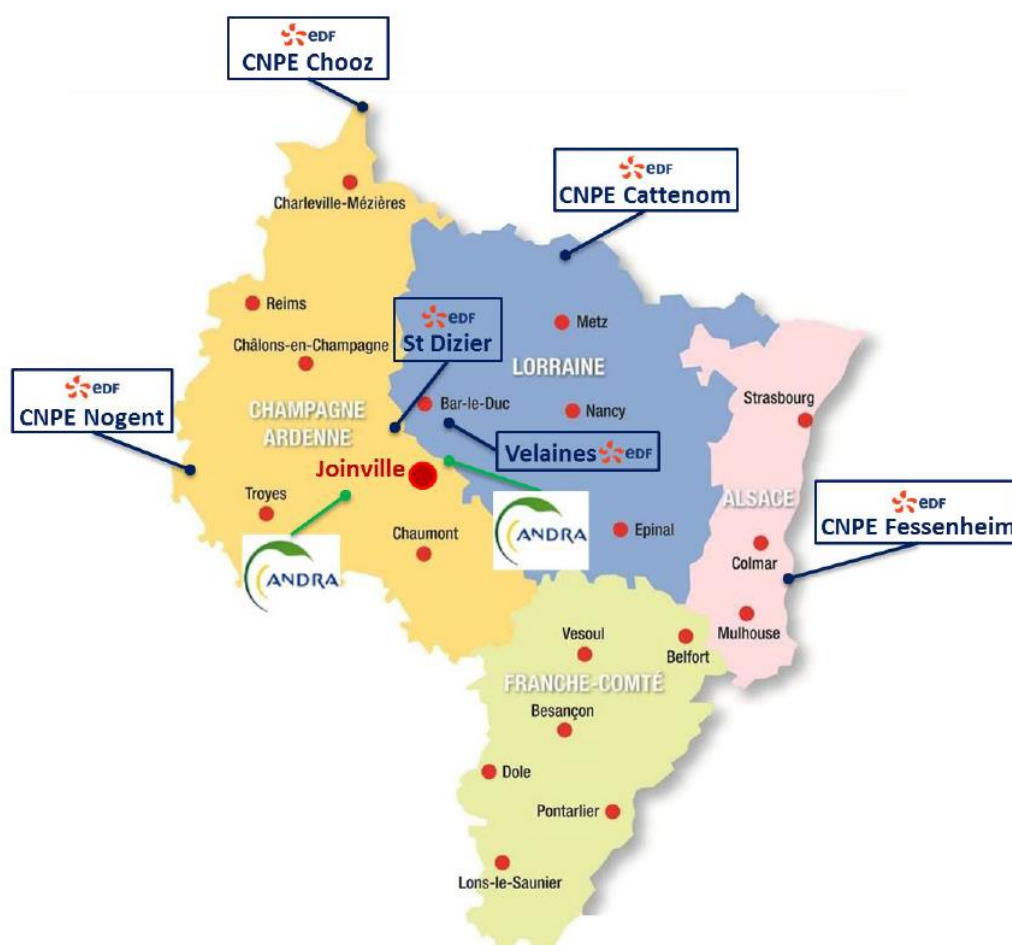 eDF
CNPE Chooz
eDF
CNPE Cattenom
Charleville-Mézières
Reims
eDF
St Dizier
Metz
Châlons-en-Champagne
LORRAINE
eDF
CNPE Nogent
Strasbourg
CHAMPAGNE
ARDENNE
Bar-le-Duc
Nancy
Velaines eDF
Joinville
Troyes
ALSACE
eDF
CNPE Fessenheim
Chaumont
ANDRA
Epinal
ANDRA
Colmar
Vesoul
Belfort
Mulhouse
FRANCHE-COMTÉ
Besançon
Dole
Pontarlier
Lons-le-Saunier